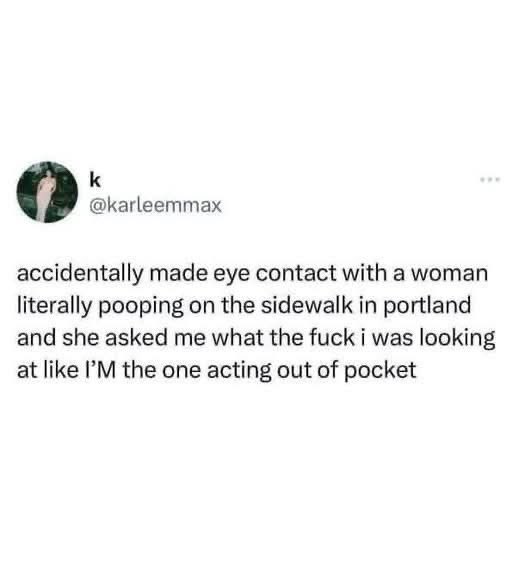 k
@karleemmax
accidentally made eye contact with a woman
literally pooping on the sidewalk in portland
and she asked me what the fuck i was looking
at like I’M the one acting out of pocket